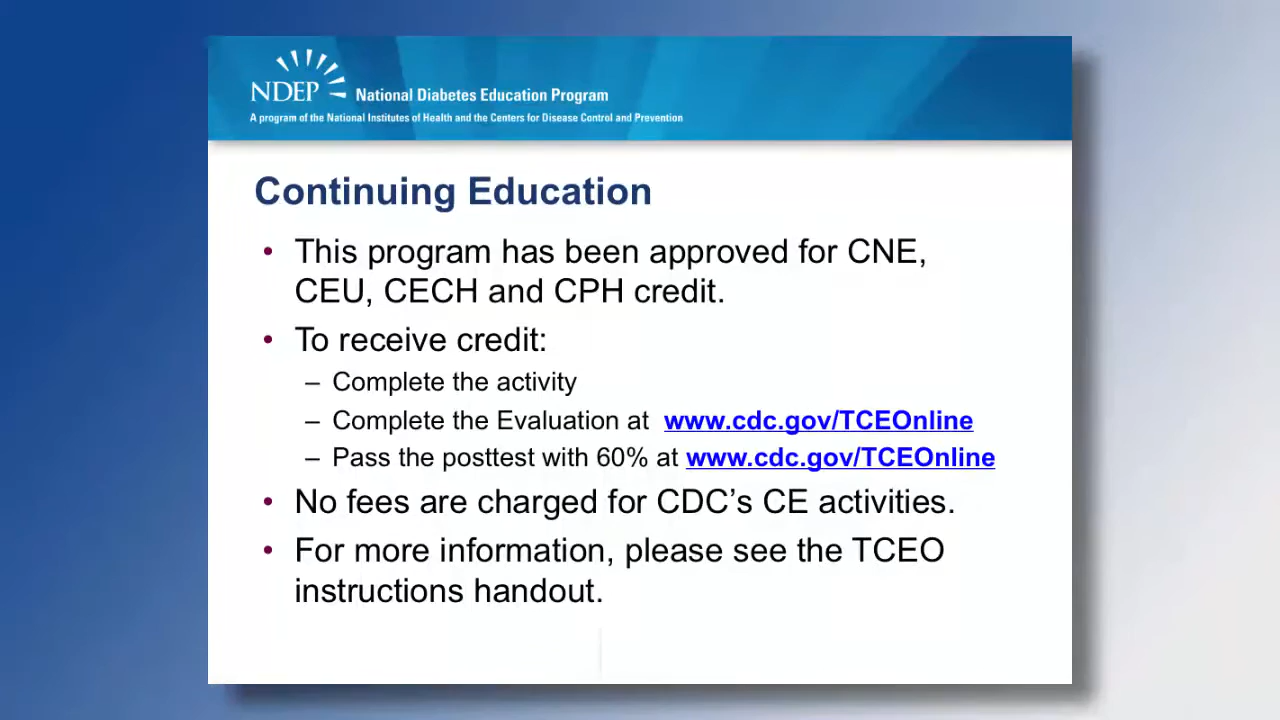 NDEP National Diabetes Education Program
A program of the National Institutes of Health and the Centers for Disease Control and Prevention
Continuing Education
• This program has been approved for CNE,
CEU, CECH and CPH credit.
• To receive credit:
– Complete the activity
– Complete the Evaluation at www.cdc.gov/TCEOnline
– Pass the posttest with 60% at www.cdc.gov/TCEOnline
• No fees are charged for CDC’s CE activities.
• For more information, please see the TCEO
instructions handout.